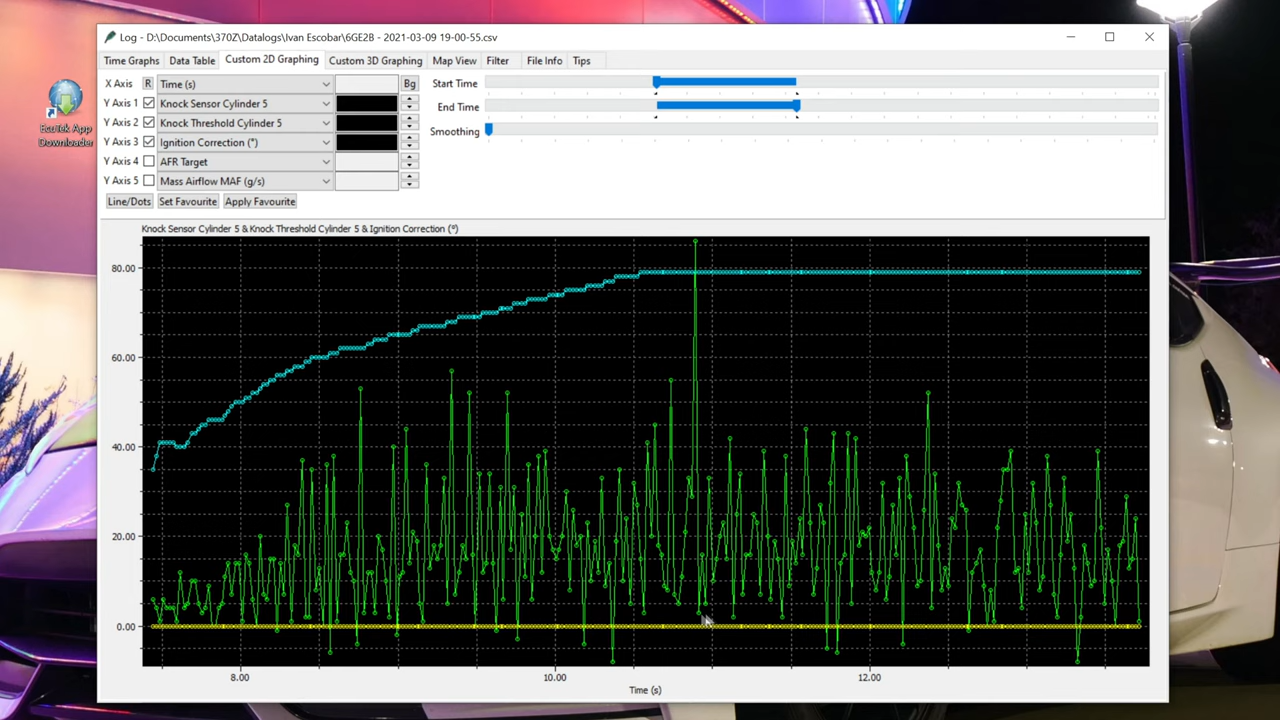 Log - D:\Documents\370Z\Datalogs\Ivan Escobar\6GE2B - 2021-03-09 19-00-55.csv
Time Graphs Data Table Custom 2D Graphing Custom 3D Graphing Map View Filter File Info Tips
X Axis R Time (s) Bg
Y Axis 1 Knock Sensor Cylinder 5
Y Axis 2 Knock Threshold Cylinder 5
Y Axis 3 Ignition Correction (°)
Y Axis 4 AFR Target
Y Axis 5 Mass Airflow MAF (g/s)
Line/Dots Set Favourite Apply Favourite
Start Time
End Time
Smoothing
EcuTek App
Downloader
Knock Sensor Cylinder 5 & Knock Threshold Cylinder 5 & Ignition Correction (°)
80.00
60.00
40.00
20.00
0.00
8.00 10.00 12.00
Time (s)